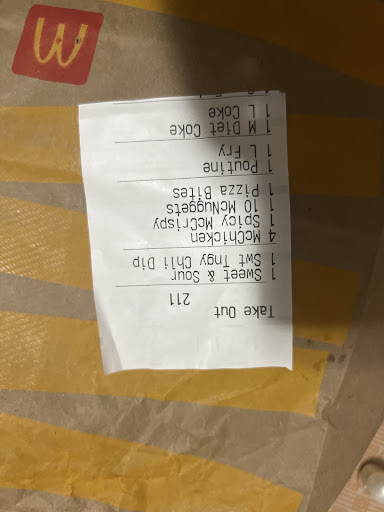 Take Out
211
1 Sweet & Sour
1 Swt Tngy Chli Dip
4 McChicken
1 Spicy McCrispy
1 10 McNuggets
1 Pizza Bites
1 Poutine
1 L Fry
1 M Diet Coke
1 L Coke